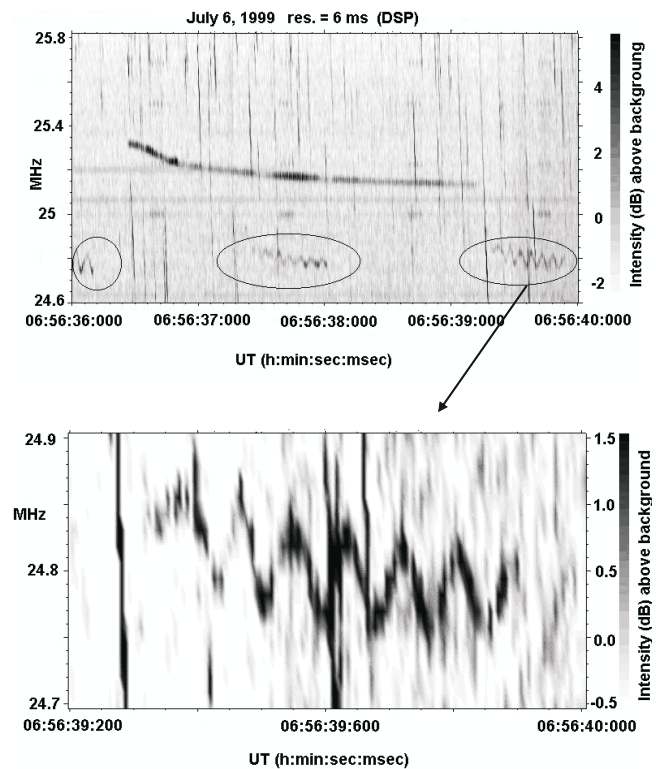 July 6, 1999 res. = 6 ms (DSP)
25.8
25.4
MHz
25
24.6
06:56:36:000 06:56:37:000 06:56:38:000 06:56:39:000 06:56:40:000
UT (h:min:sec:msec)
4
2
0
-2
Intensity (dB) above backgroung
24.9
MHz
24.8
24.7
06:56:39:200 06:56:39:600 06:56:40:000
UT (h:min:sec:msec)
1.5
1.0
0.5
0.0
-0.5
Intensity (dB) above background